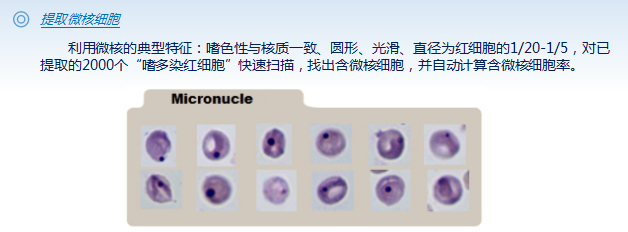 提取微核细胞
利用微核的典型特征：嗜色性与核质一致、圆形、光滑、直径为红细胞的1/20-1/5，对已
提取的2000个“嗜多染红细胞”快速扫描，找出含微核细胞，并自动计算含微核细胞率。
Micronucle